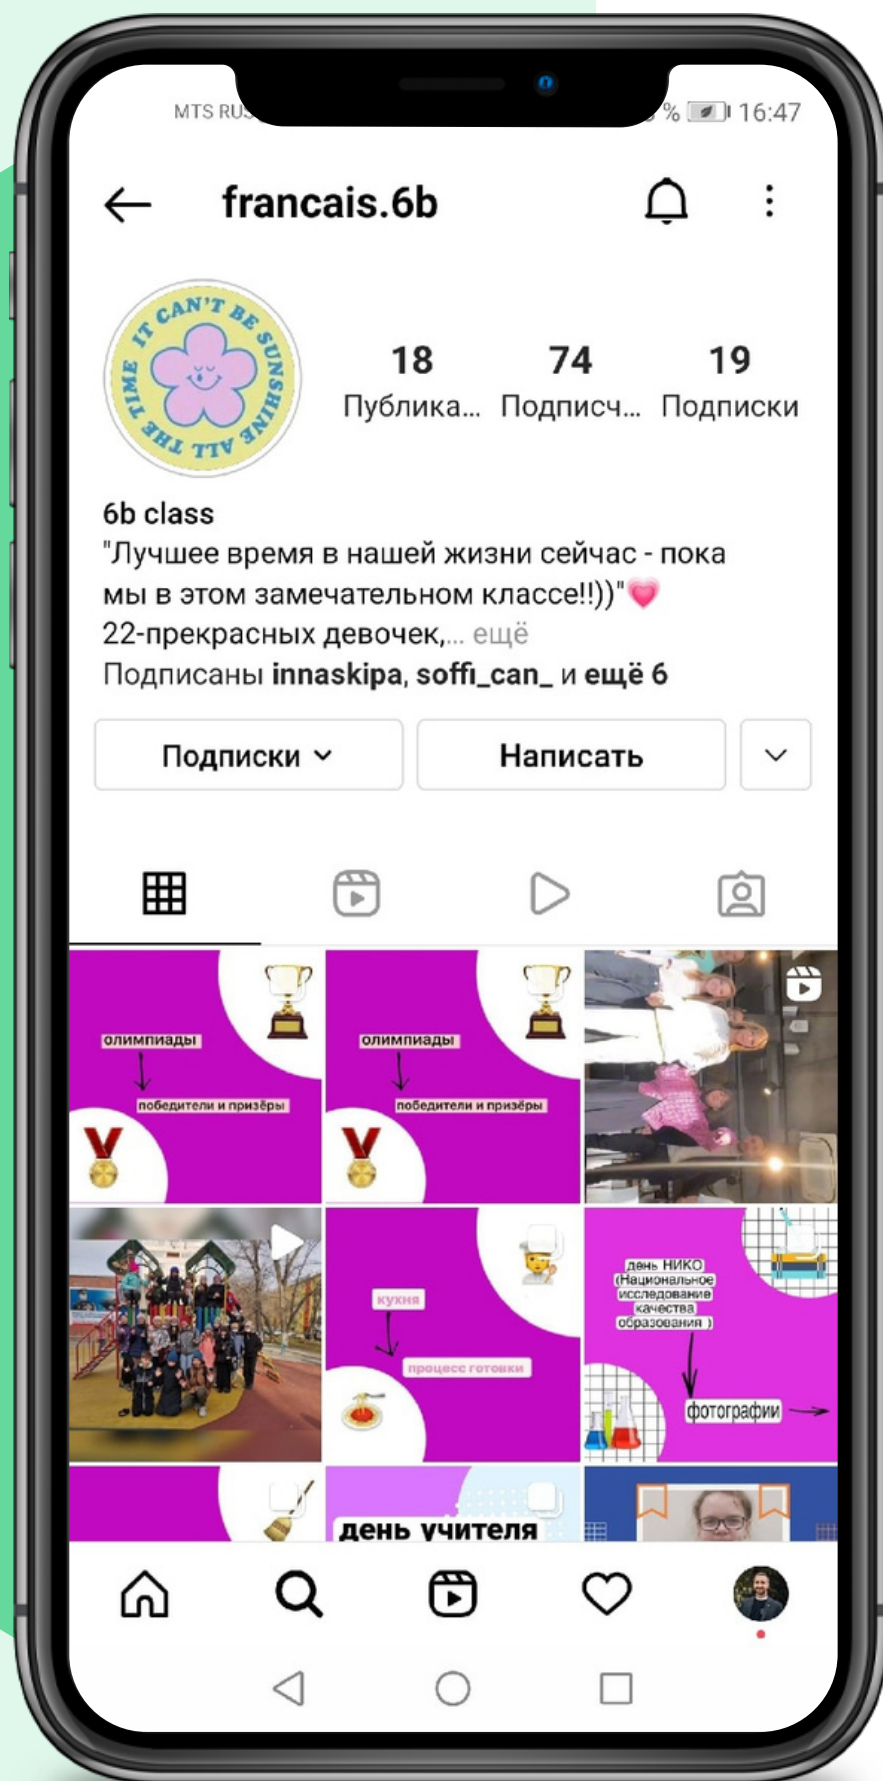 MTS RUS
% 16:47
francais.6b
IT CAN'T BE SUNSHINE ALL THE TIME
18 74 19
Публика... Подписч... Подписки
6b class
"Лучшее время в нашей жизни сейчас - пока
мы в этом замечательном классе!!))"
22-прекрасных девочек,... ещё
Подписаны innaskipa, soffi_can_ и ещё 6
Подписки
Написать
олимпиады
победители и призёры
олимпиады
победители и призёры
кухня
процесс готовки
день НИКО
(Национальное
исследование
качества
образования )
фотографии
день учителя